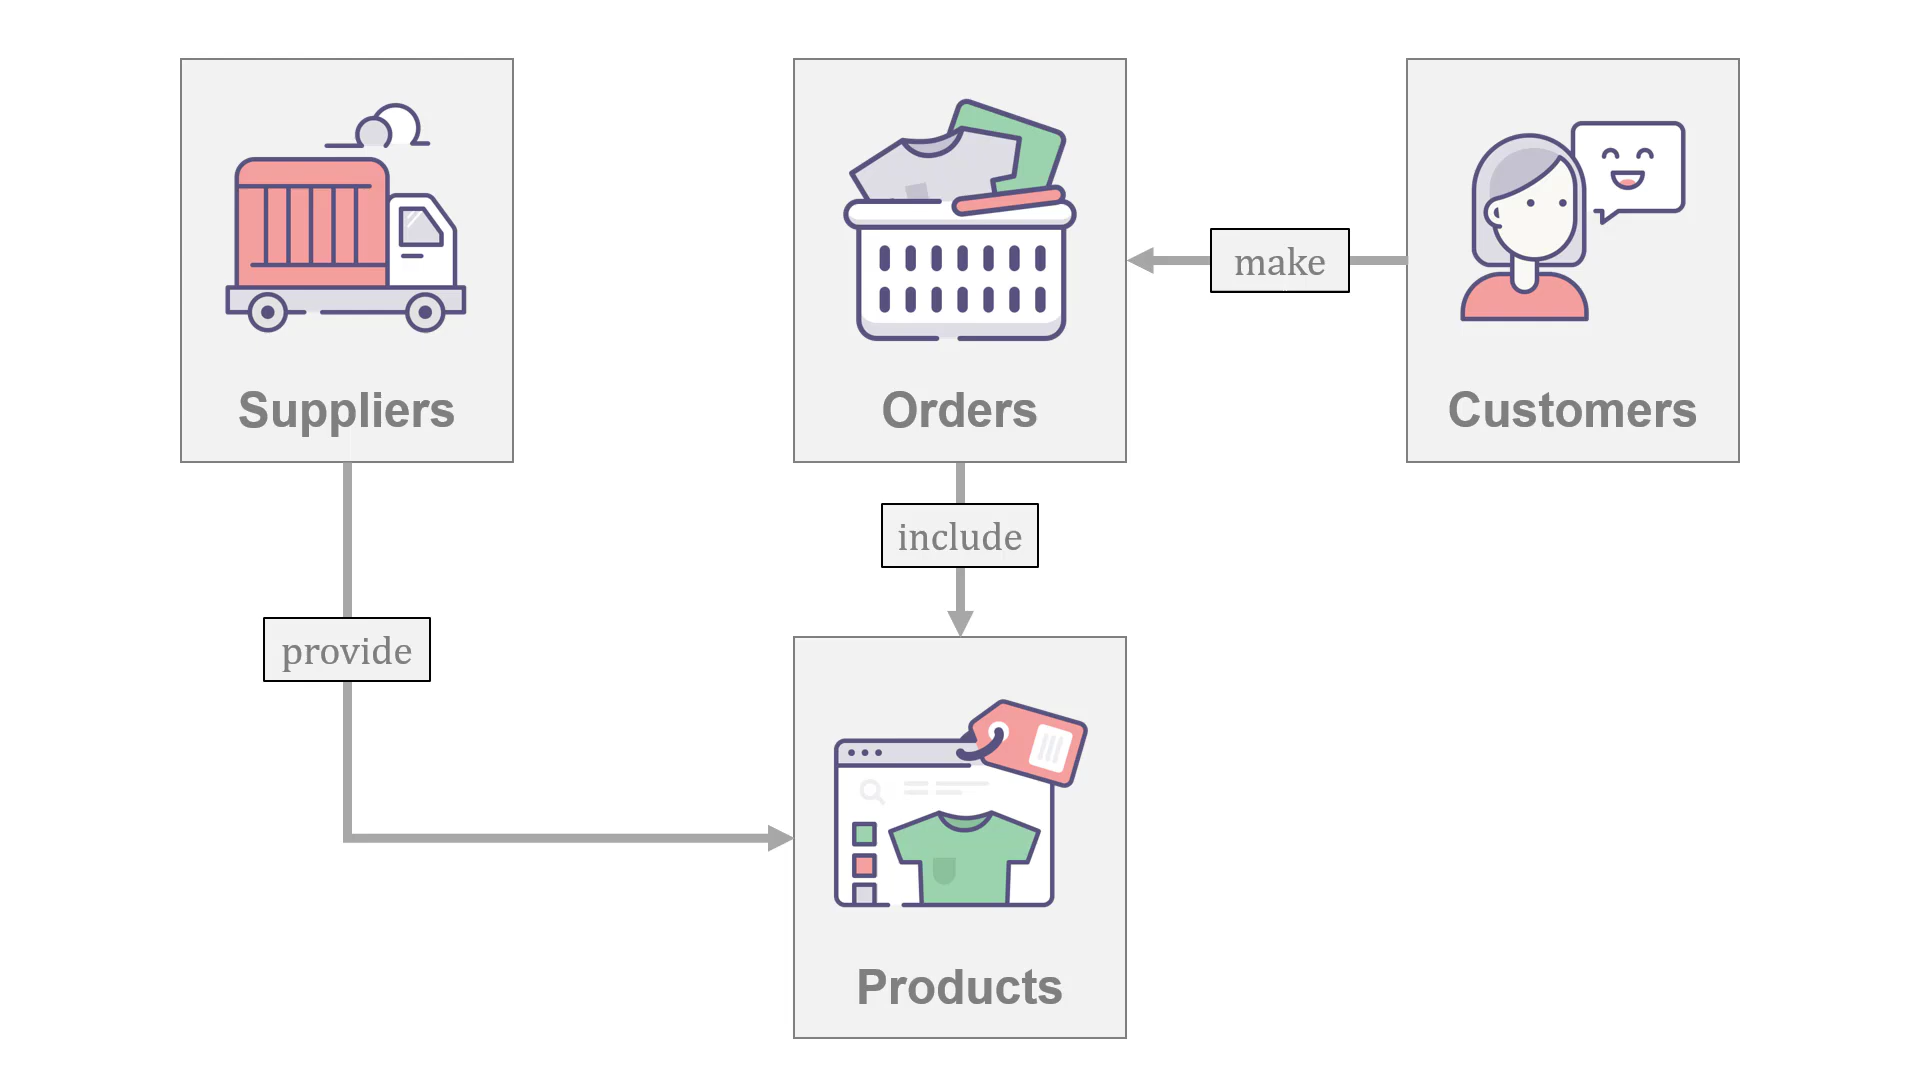 Suppliers
Orders
Customers
make
include
provide
Products